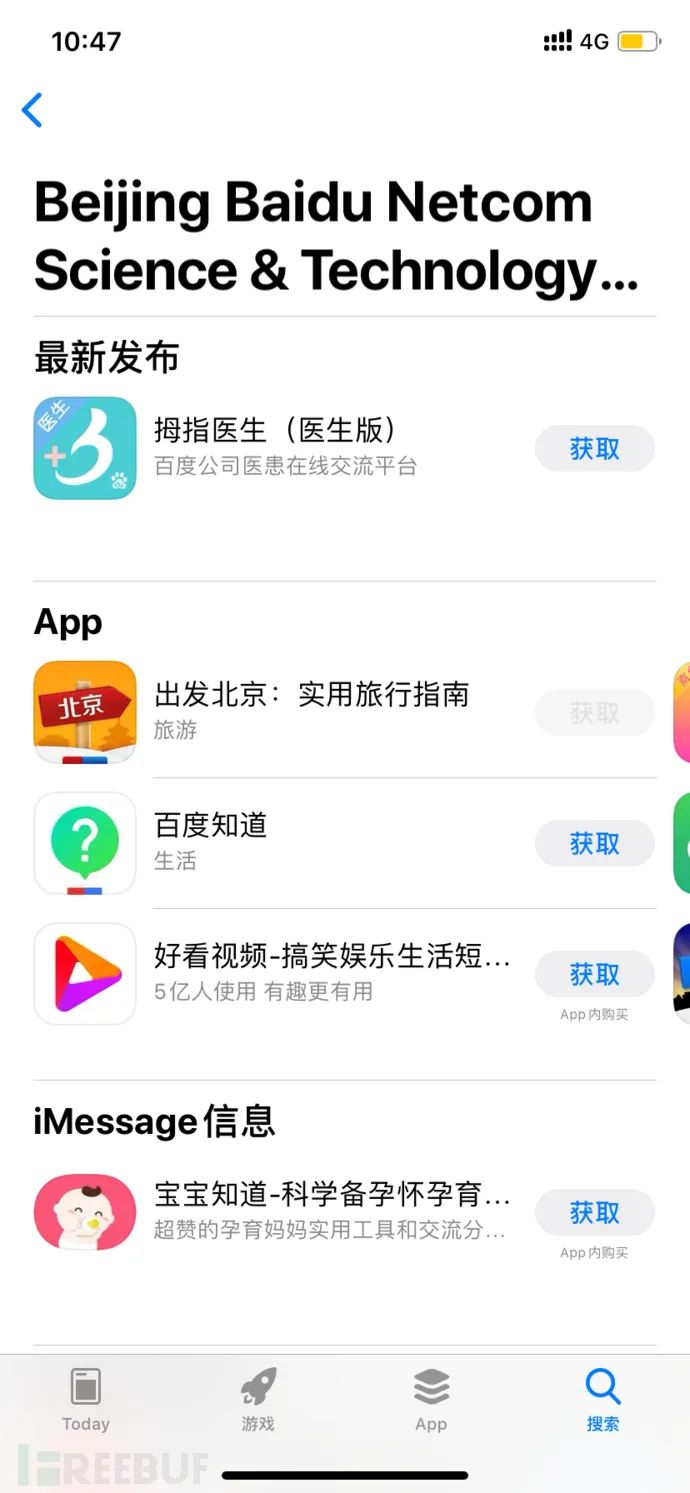 10:47
4G
Beijing Baidu Netcom
Science & Technology...
最新发布
医生
拇指医生（医生版）
获取
百度公司医患在线交流平台
App
北京
出发北京：实用旅行指南
获取
旅游
?
百度知道
获取
生活
好看视频-搞笑娱乐生活短...
获取
5亿人使用 有趣更有用
App内购买
iMessage信息
宝宝知道-科学备孕怀孕育...
获取
超赞的孕育妈妈实用工具和交流分...
App内购买
Today
游戏
App
搜索
FREEBUF